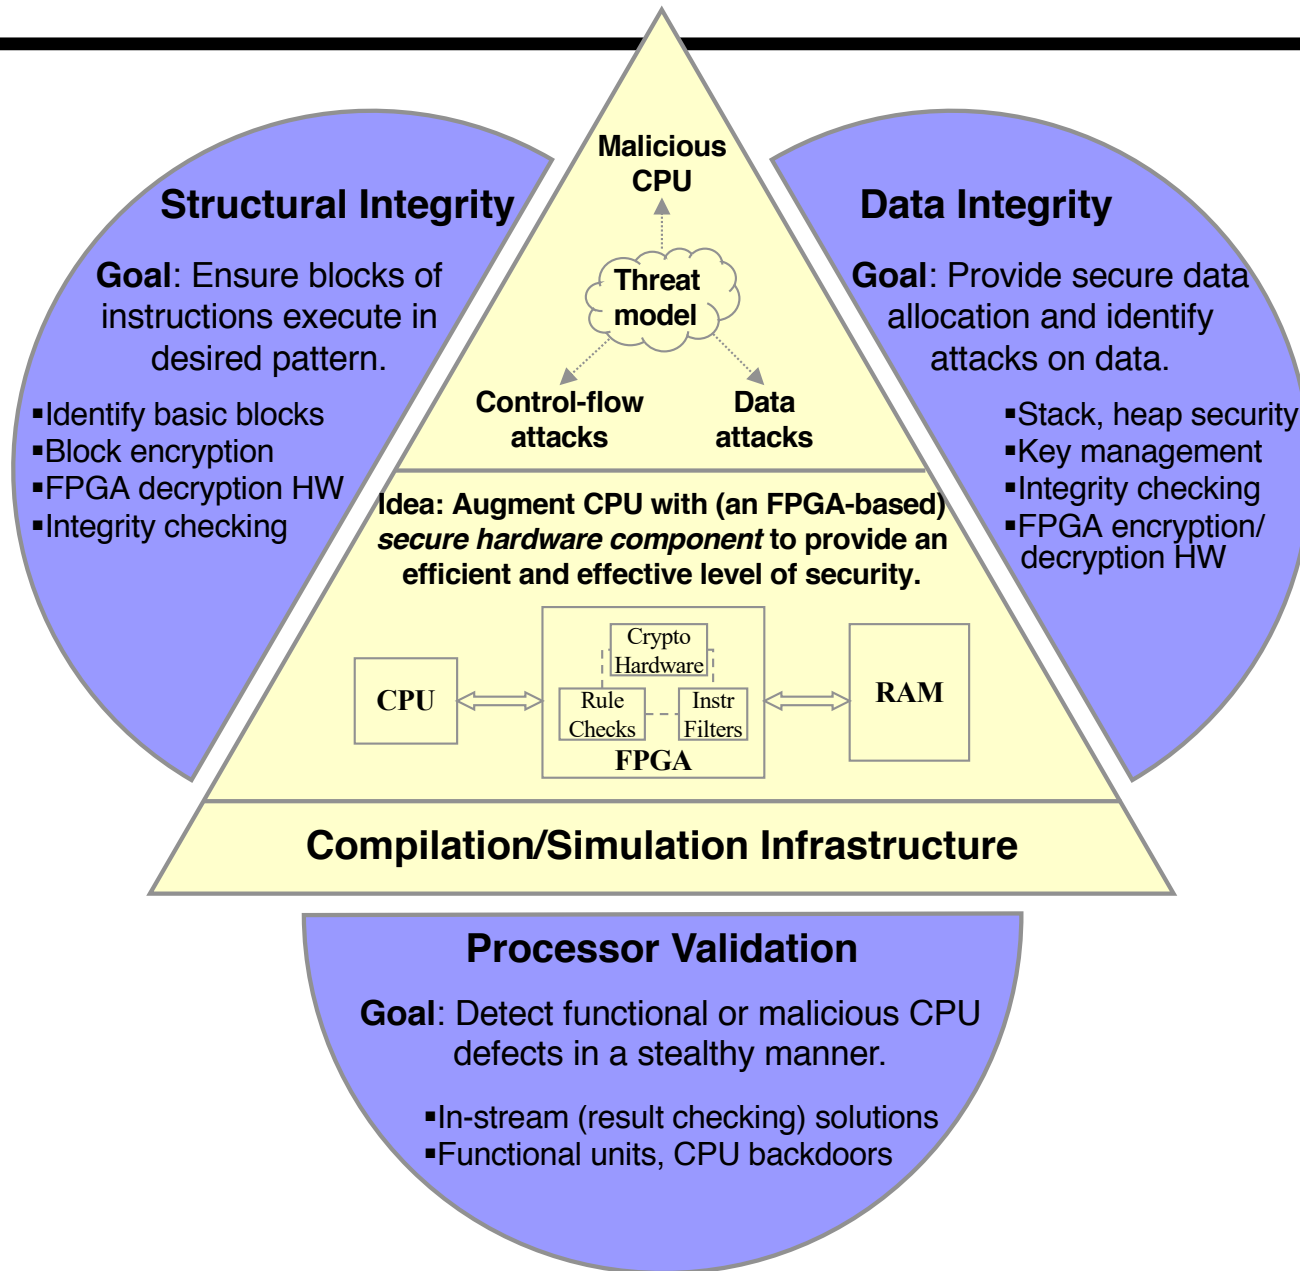 Malicious
CPU
Threat
model
Control-flow
attacks
Data
attacks
Structural Integrity
Goal: Ensure blocks of
instructions execute in
desired pattern.
▪Identify basic blocks
▪Block encryption
▪FPGA decryption HW
▪Integrity checking
Data Integrity
Goal: Provide secure data
allocation and identify
attacks on data.
▪Stack, heap security
▪Key management
▪Integrity checking
▪FPGA encryption/
decryption HW
Idea: Augment CPU with (an FPGA-based)
secure hardware component to provide an
efficient and effective level of security.
CPU
Crypto
Hardware
Rule
Checks
Instr
Filters
FPGA
RAM
Compilation/Simulation Infrastructure
Processor Validation
Goal: Detect functional or malicious CPU
defects in a stealthy manner.
▪In-stream (result checking) solutions
▪Functional units, CPU backdoors